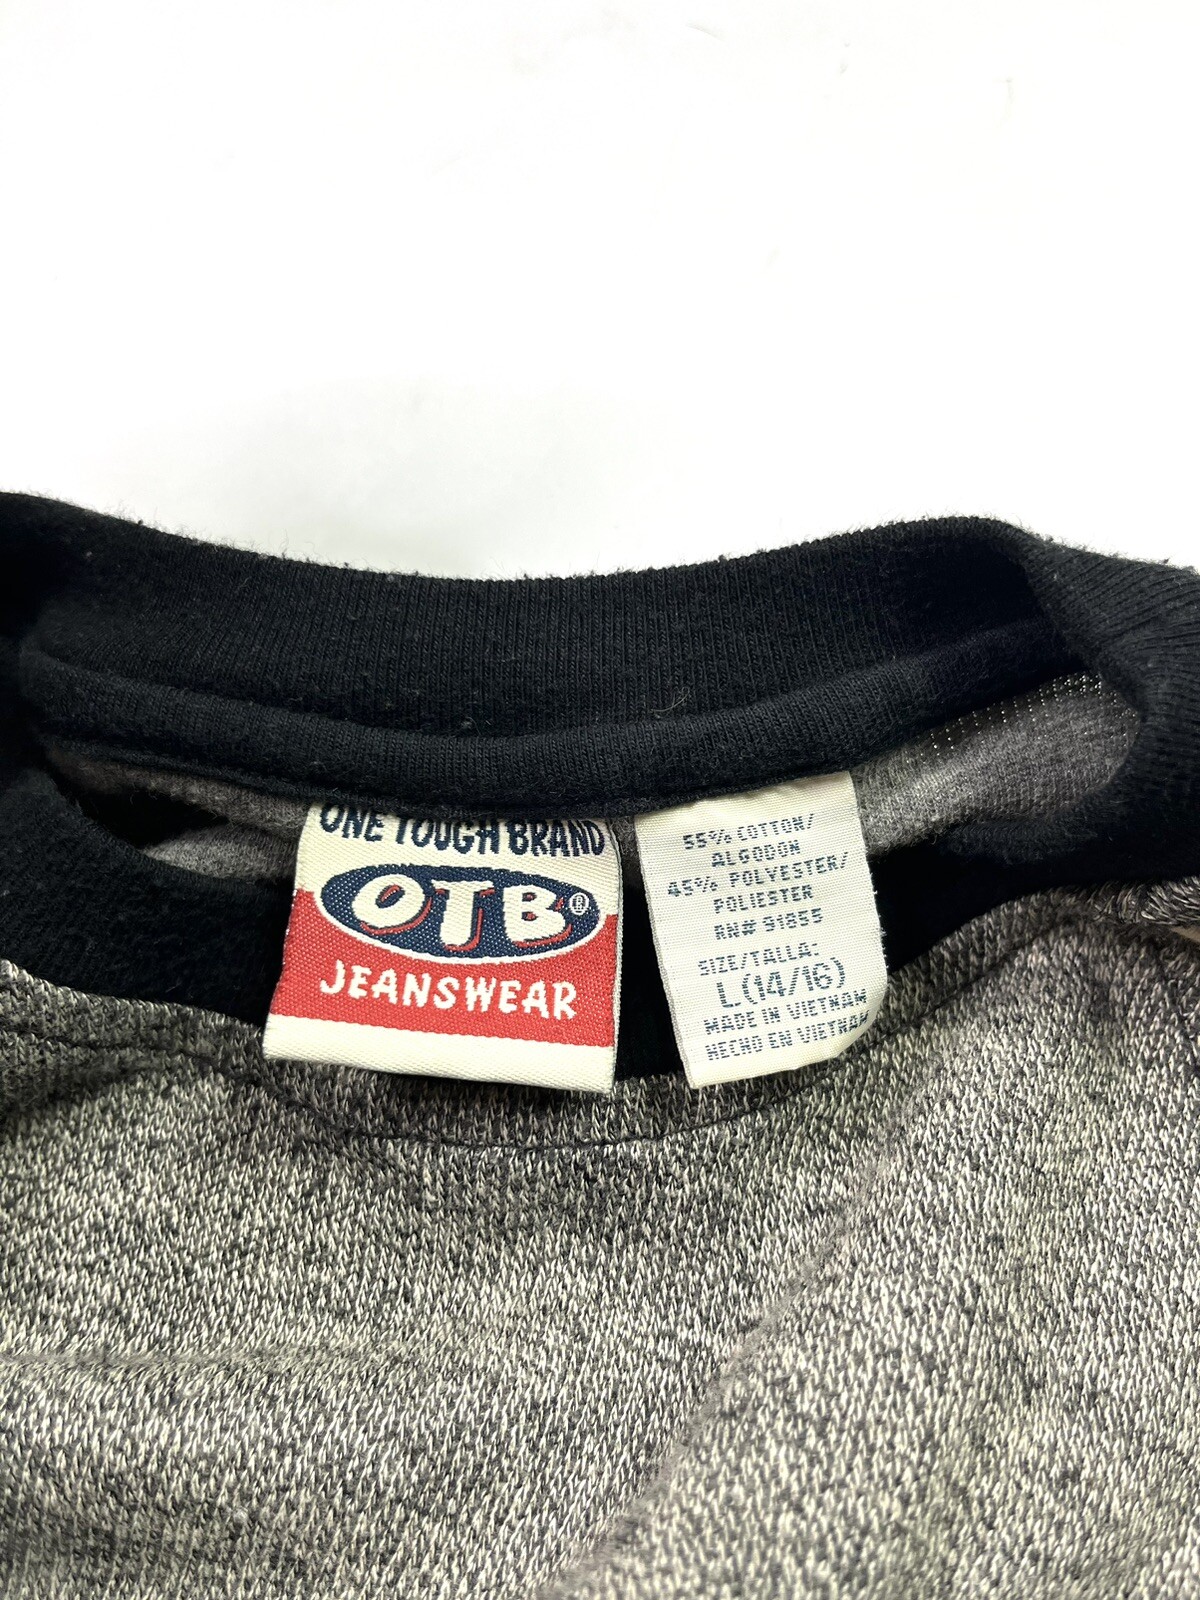 ONE TOUGH BRAND
OTB®
JEANSWEAR
55% COTTON/
ALGODON
45% POLYESTER/
POLIESTER
RN# 91855
SIZE/TALLA:
L(14/16)
MADE IN VIETNAM
HECHO EN VIETNAM